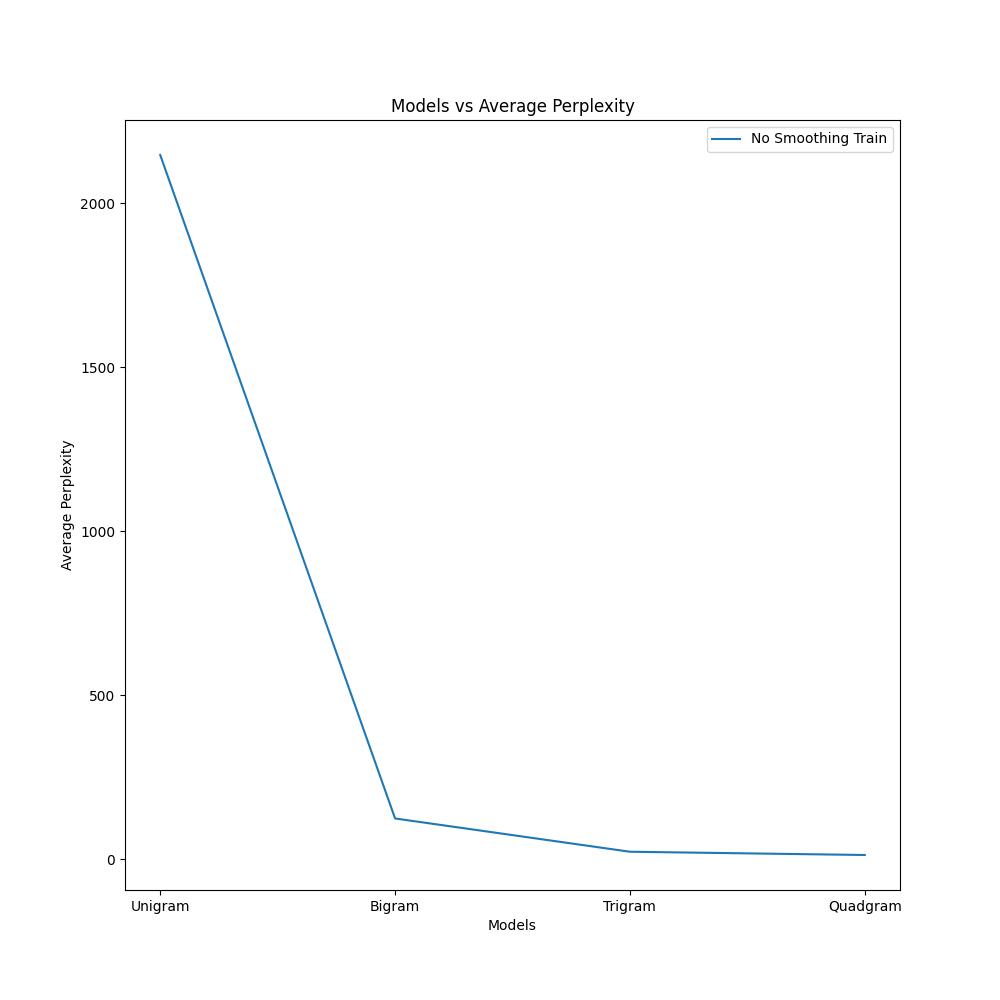 Models vs Average Perplexity
No Smoothing Train
2000
1500
1000
500
0
Average Perplexity
Unigram
Bigram
Trigram
Quadgram
Models